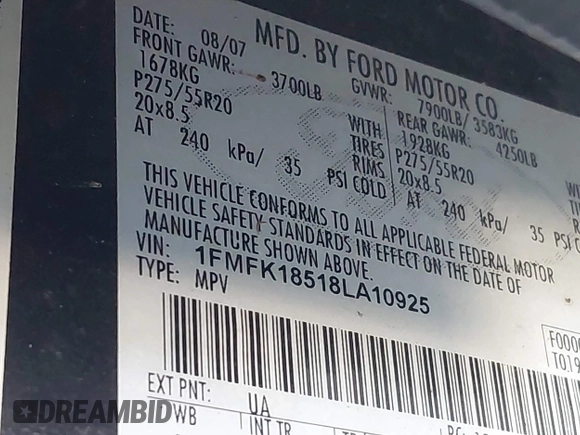 MFD. BY FORD MOTOR CO.
DATE: 08/07 GVWR: 7900LB/ 3583KG
FRONT GAWR: 3700LB REAR GAWR: 4250LB
1678KG WITH 1928KG
P275/55R20 TIRES P275/55R20
20x8.5 RIMS 20x8.5
AT 240 kPa/ 35 PSI COLD AT 240 kPa/ 35 PSI
THIS VEHICLE CONFORMS TO ALL APPLICABLE FEDERAL MOTOR
VEHICLE SAFETY STANDARDS IN EFFECT ON THE DATE OF
MANUFACTURE SHOWN ABOVE.
VIN: 1FMFK18518LA10925
TYPE: MPV
EXT PNT: UA
WB INT TR
DREAMBID